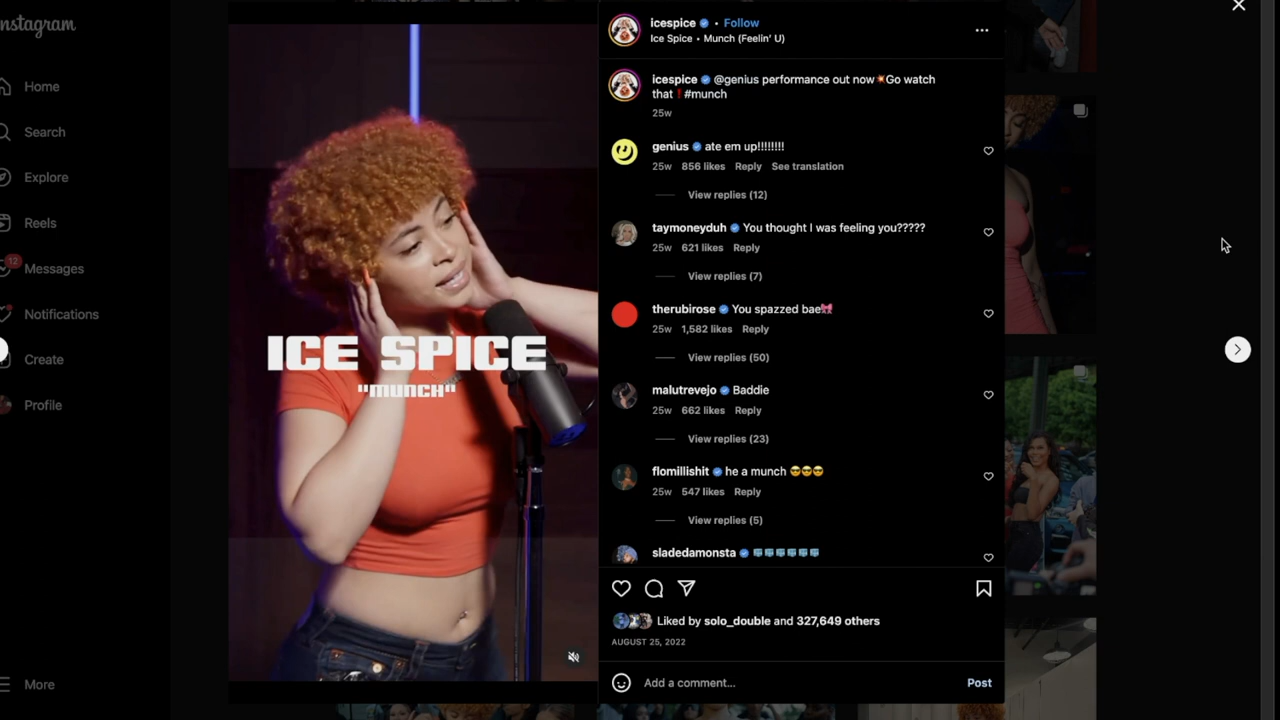 nstagram
Home
Search
Explore
Reels
12
Messages
Notifications
Create
Profile
More
ICE SPICE
"MUNCH"
icespice • Follow
Ice Spice • Munch (Feelin' U)
icespice @genius performance out now💥Go watch
that❗#munch
25w
genius ate em up!!!!!!!!
25w 856 likes Reply See translation
View replies (12)
taymoneyduh You thought I was feeling you?????
25w 621 likes Reply
View replies (7)
therubirose You spazzed bae🎀
25w 1,582 likes Reply
View replies (50)
malutrevejo Baddie
25w 662 likes Reply
View replies (23)
flomillishit he a munch 😎😎😎
25w 547 likes Reply
View replies (5)
sladedamonsta 🥶🥶🥶🥶🥶🥶
Liked by solo_double and 327,649 others
AUGUST 25, 2022
Add a comment...
Post